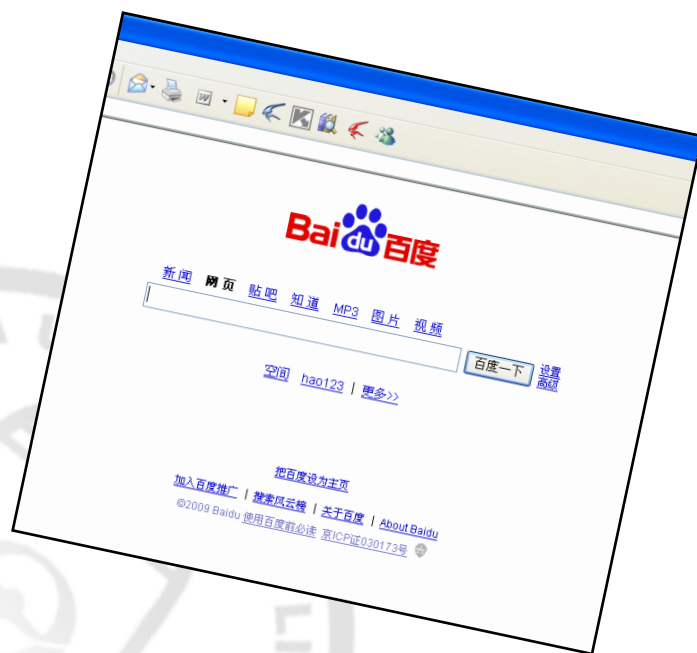 Bai du 百度
新闻 网页 贴吧 知道 MP3 图片 视频
百度一下 设置
高级
空间 hao123 | 更多>>
把百度设为主页
加入百度推广 | 搜索风云榜 | 关于百度 | About Baidu
©2009 Baidu 使用百度前必读 京ICP证030173号